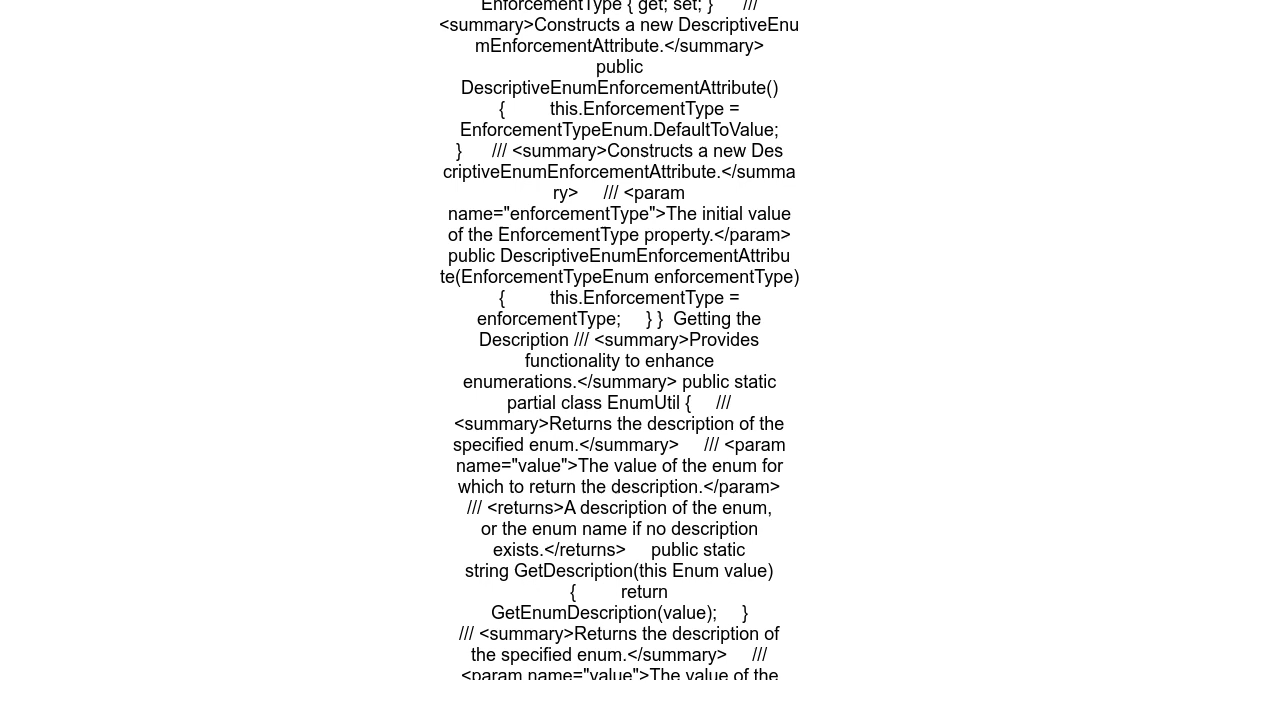 EnforcementType { get; set; }      ///
<summary>Constructs a new DescriptiveEnu
mEnforcementAttribute.</summary>
public
DescriptiveEnumEnforcementAttribute()
{         this.EnforcementType =
EnforcementTypeEnum.DefaultToValue;
}      /// <summary>Constructs a new Des
criptiveEnumEnforcementAttribute.</summa
ry>     /// <param
name="enforcementType">The initial value
of the EnforcementType property.</param>
public DescriptiveEnumEnforcementAttribu
te(EnforcementTypeEnum enforcementType)
{         this.EnforcementType =
enforcementType;     } }  Getting the
Description /// <summary>Provides
functionality to enhance
enumerations.</summary> public static
partial class EnumUtil {     ///
<summary>Returns the description of the
specified enum.</summary>     /// <param
name="value">The value of the enum for
which to return the description.</param>
/// <returns>A description of the enum,
or the enum name if no description
exists.</returns>     public static
string GetDescription(this Enum value)
{         return
GetEnumDescription(value);     }
/// <summary>Returns the description of
the specified enum.</summary>     ///
<param name="value">The value of the